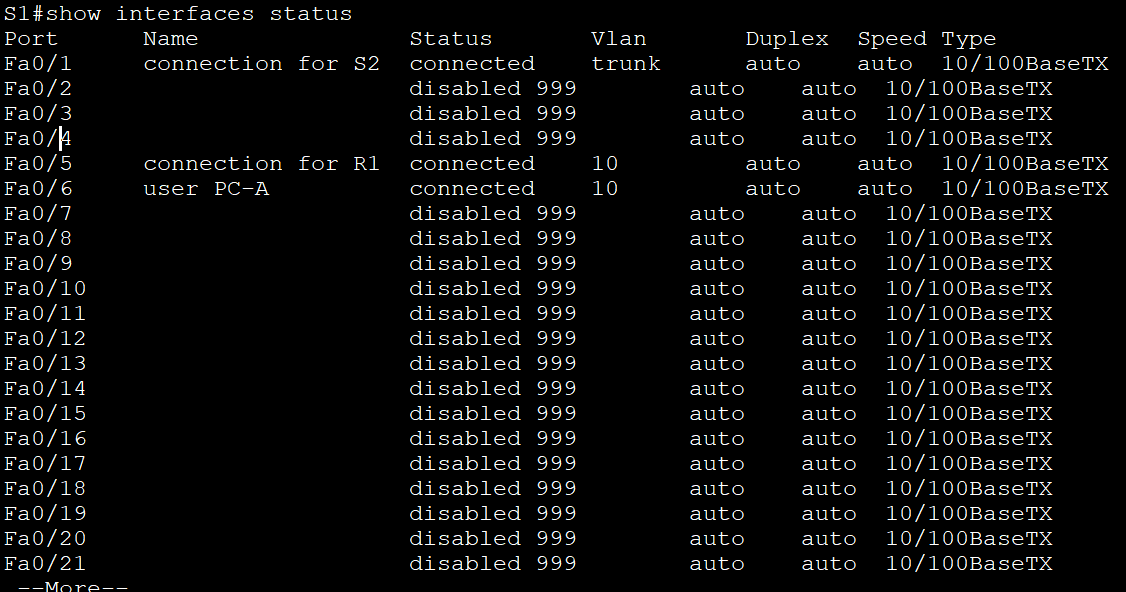 S1#show interfaces status
Port      Name               Status       Vlan       Duplex  Speed Type
Fa0/1     connection for S2  connected    trunk      auto    auto  10/100BaseTX
Fa0/2                        disabled 999        auto    auto  10/100BaseTX
Fa0/3                        disabled 999        auto    auto  10/100BaseTX
Fa0/4                        disabled 999        auto    auto  10/100BaseTX
Fa0/5     connection for R1  connected    10         auto    auto  10/100BaseTX
Fa0/6     user PC-A          connected    10         auto    auto  10/100BaseTX
Fa0/7                        disabled 999        auto    auto  10/100BaseTX
Fa0/8                        disabled 999        auto    auto  10/100BaseTX
Fa0/9                        disabled 999        auto    auto  10/100BaseTX
Fa0/10                       disabled 999        auto    auto  10/100BaseTX
Fa0/11                       disabled 999        auto    auto  10/100BaseTX
Fa0/12                       disabled 999        auto    auto  10/100BaseTX
Fa0/13                       disabled 999        auto    auto  10/100BaseTX
Fa0/14                       disabled 999        auto    auto  10/100BaseTX
Fa0/15                       disabled 999        auto    auto  10/100BaseTX
Fa0/16                       disabled 999        auto    auto  10/100BaseTX
Fa0/17                       disabled 999        auto    auto  10/100BaseTX
Fa0/18                       disabled 999        auto    auto  10/100BaseTX
Fa0/19                       disabled 999        auto    auto  10/100BaseTX
Fa0/20                       disabled 999        auto    auto  10/100BaseTX
Fa0/21                       disabled 999        auto    auto  10/100BaseTX
 --More--